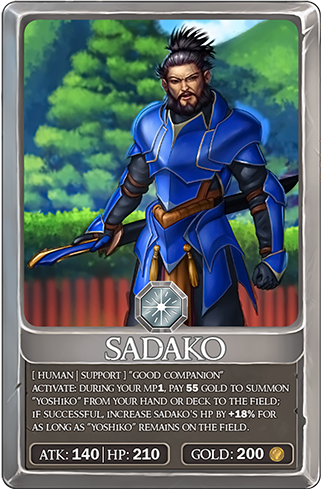 SADAKO
[ HUMAN | SUPPORT ] "GOOD COMPANION"
ACTIVATE: DURING YOUR MP1, PAY 55 GOLD TO SUMMON
"YOSHIKO" FROM YOUR HAND OR DECK TO THE FIELD;
IF SUCCESSFUL, INCREASE SADAKO'S HP BY +18% FOR
AS LONG AS "YOSHIKO" REMAINS ON THE FIELD.
ATK: 140 | HP: 210 GOLD: 200